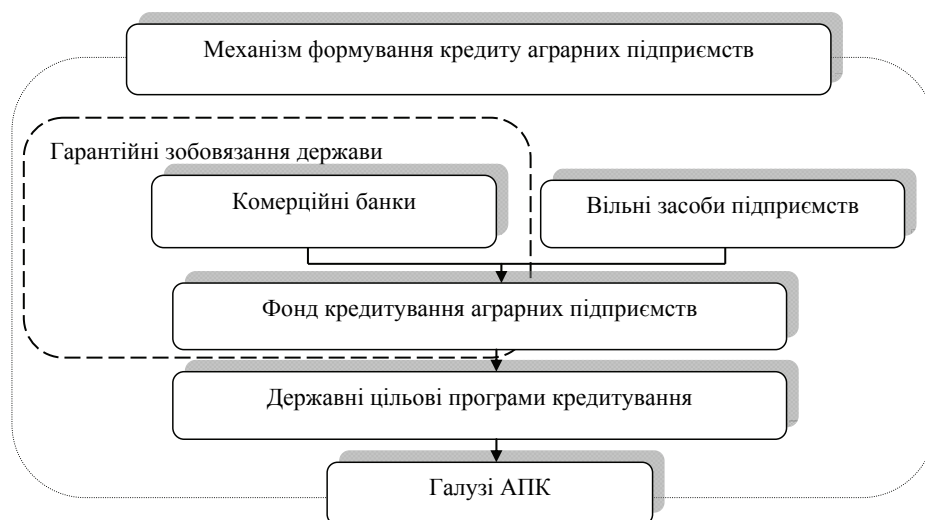 Механізм формування кредиту аграрних підприємств
Гарантійні зобовязання держави
Комерційні банки
Вільні засоби підприємств
Фонд кредитування аграрних підприємств
Державні цільові програми кредитування
Галузі АПК